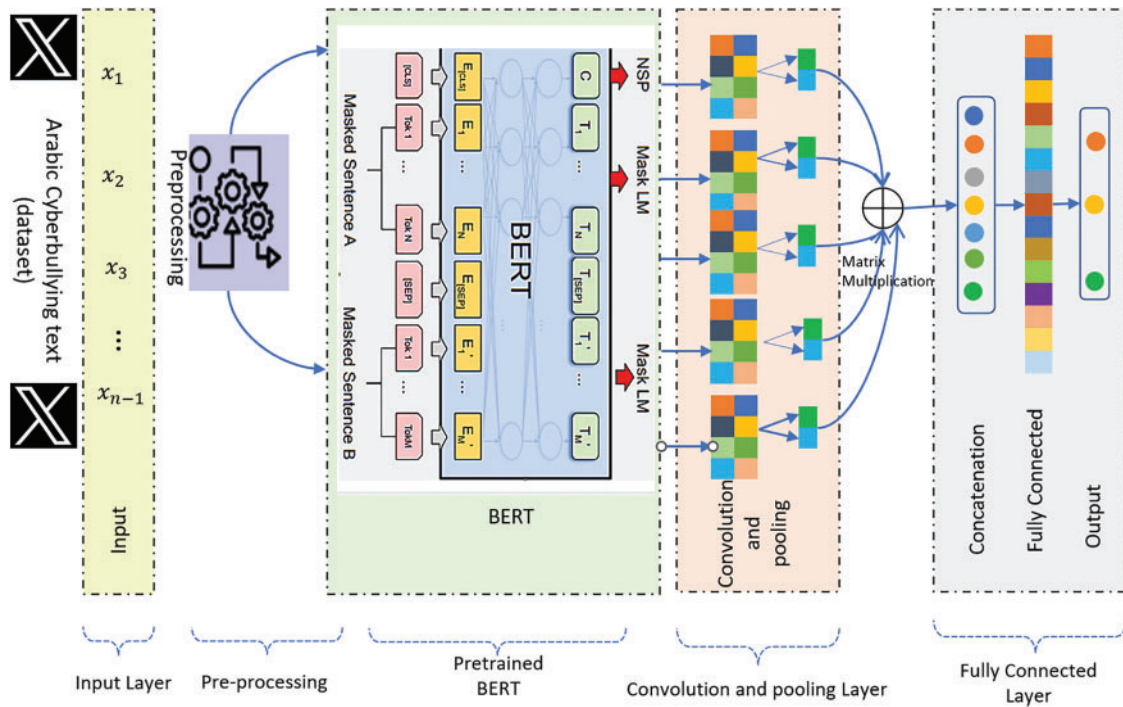 Arabic Cyberbullying text
(dataset)
x1
x2
x3
...
xn−1
Input
Preprocessing
Masked Sentence A
Masked Sentence B
[CLS]
Tok 1
...
Tok N
[SEP]
Tok 1
...
TokM
E[CLS]
E1
...
EN
E[SEP]
E1'
...
EM'
BERT
C
T1
...
TN
T[SEP]
T1'
...
TM'
NSP
Mask LM
Mask LM
BERT
Convolution
and
pooling
Matrix
Multiplication
Concatenation
Fully Connected
Output
Input Layer
Pre-processing
Pretrained
BERT
Convolution and pooling Layer
Fully Connected
Layer